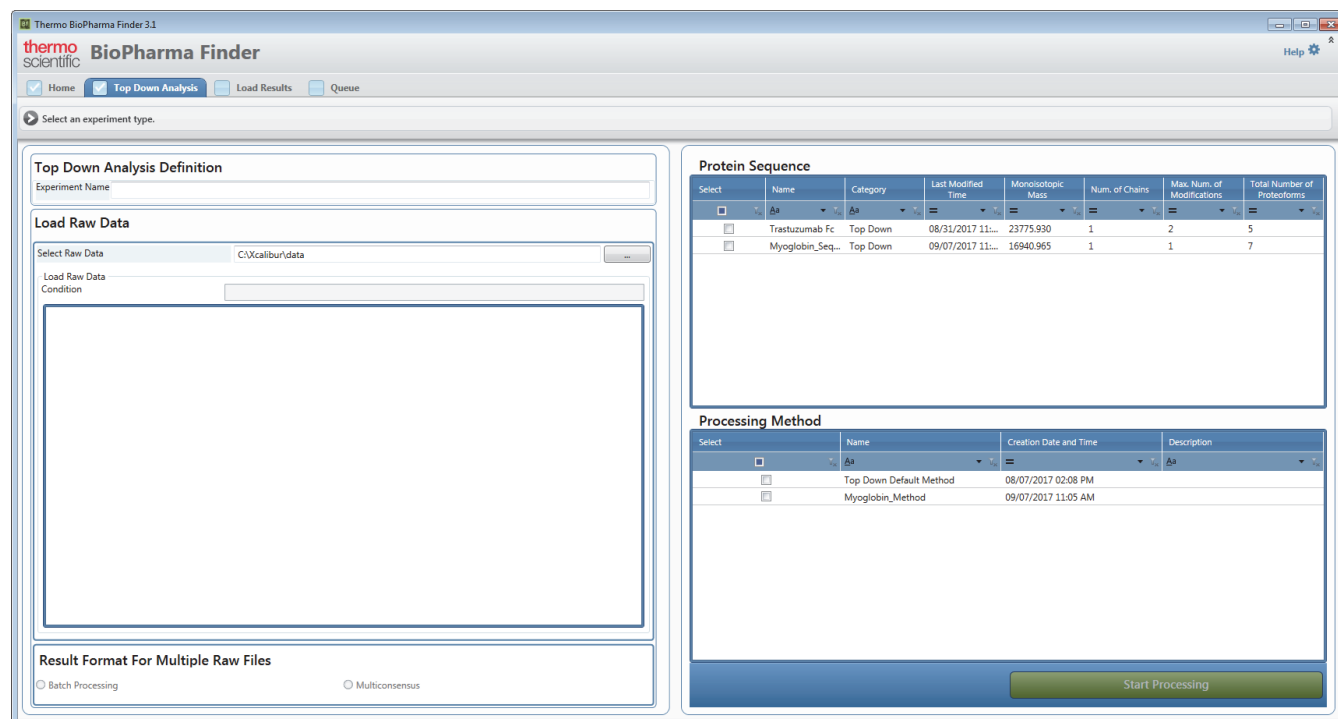 Thermo BioPharma Finder 3.1
thermo scientific BioPharma Finder
Help
Home Top Down Analysis Load Results Queue
Select an experiment type.
Top Down Analysis Definition
Experiment Name
Load Raw Data
Select Raw Data C:\Xcalibur\data ...
Load Raw Data
Condition
Result Format For Multiple Raw Files
Batch Processing Multiconsensus
Protein Sequence
Select Name Category Last Modified Time Monoisotopic Mass Num. of Chains Max. Num. of Modifications Total Number of Proteoforms
Aa Aa = = = = =
Trastuzumab Fc Top Down 08/31/2017 11:... 23775.930 1 2 5
Myoglobin_Seq... Top Down 09/07/2017 11:... 16940.965 1 1 7
Processing Method
Select Name Creation Date and Time Description
Aa = Aa
Top Down Default Method 08/07/2017 02:08 PM
Myoglobin_Method 09/07/2017 11:05 AM
Start Processing